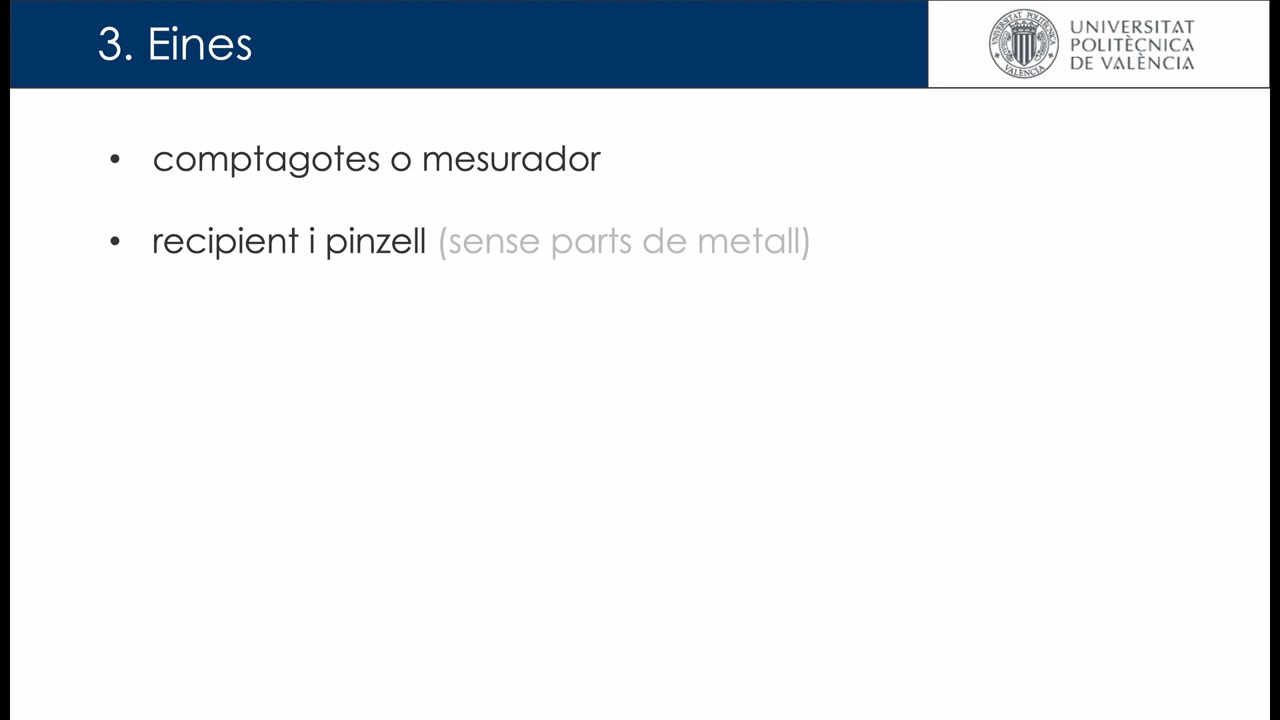 3. Eines
UNIVERSITAT
POLITÈCNICA
DE VALÈNCIA
• comptagotes o mesurador
• recipient i pinzell (sense parts de metall)